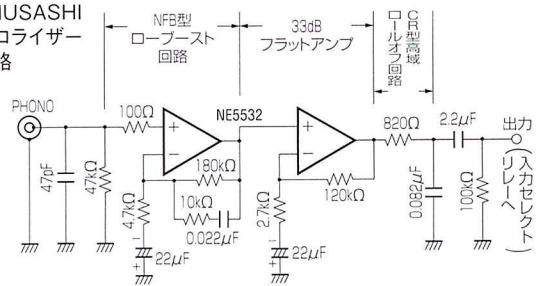 MUSASHI
コライザー
路
NFB型
ローブースト
回路
33dB
フラットアンプ
CR型高域
ロールオフ回路
PHONO
100Ω
NE5532
820Ω
2.2μF
出力
(入力セレクトリレーへ)
47pF
47kΩ
180kΩ
10kΩ
0.022μF
4.7kΩ
22μF
120kΩ
2.7kΩ
22μF
0.082μF
100kΩ